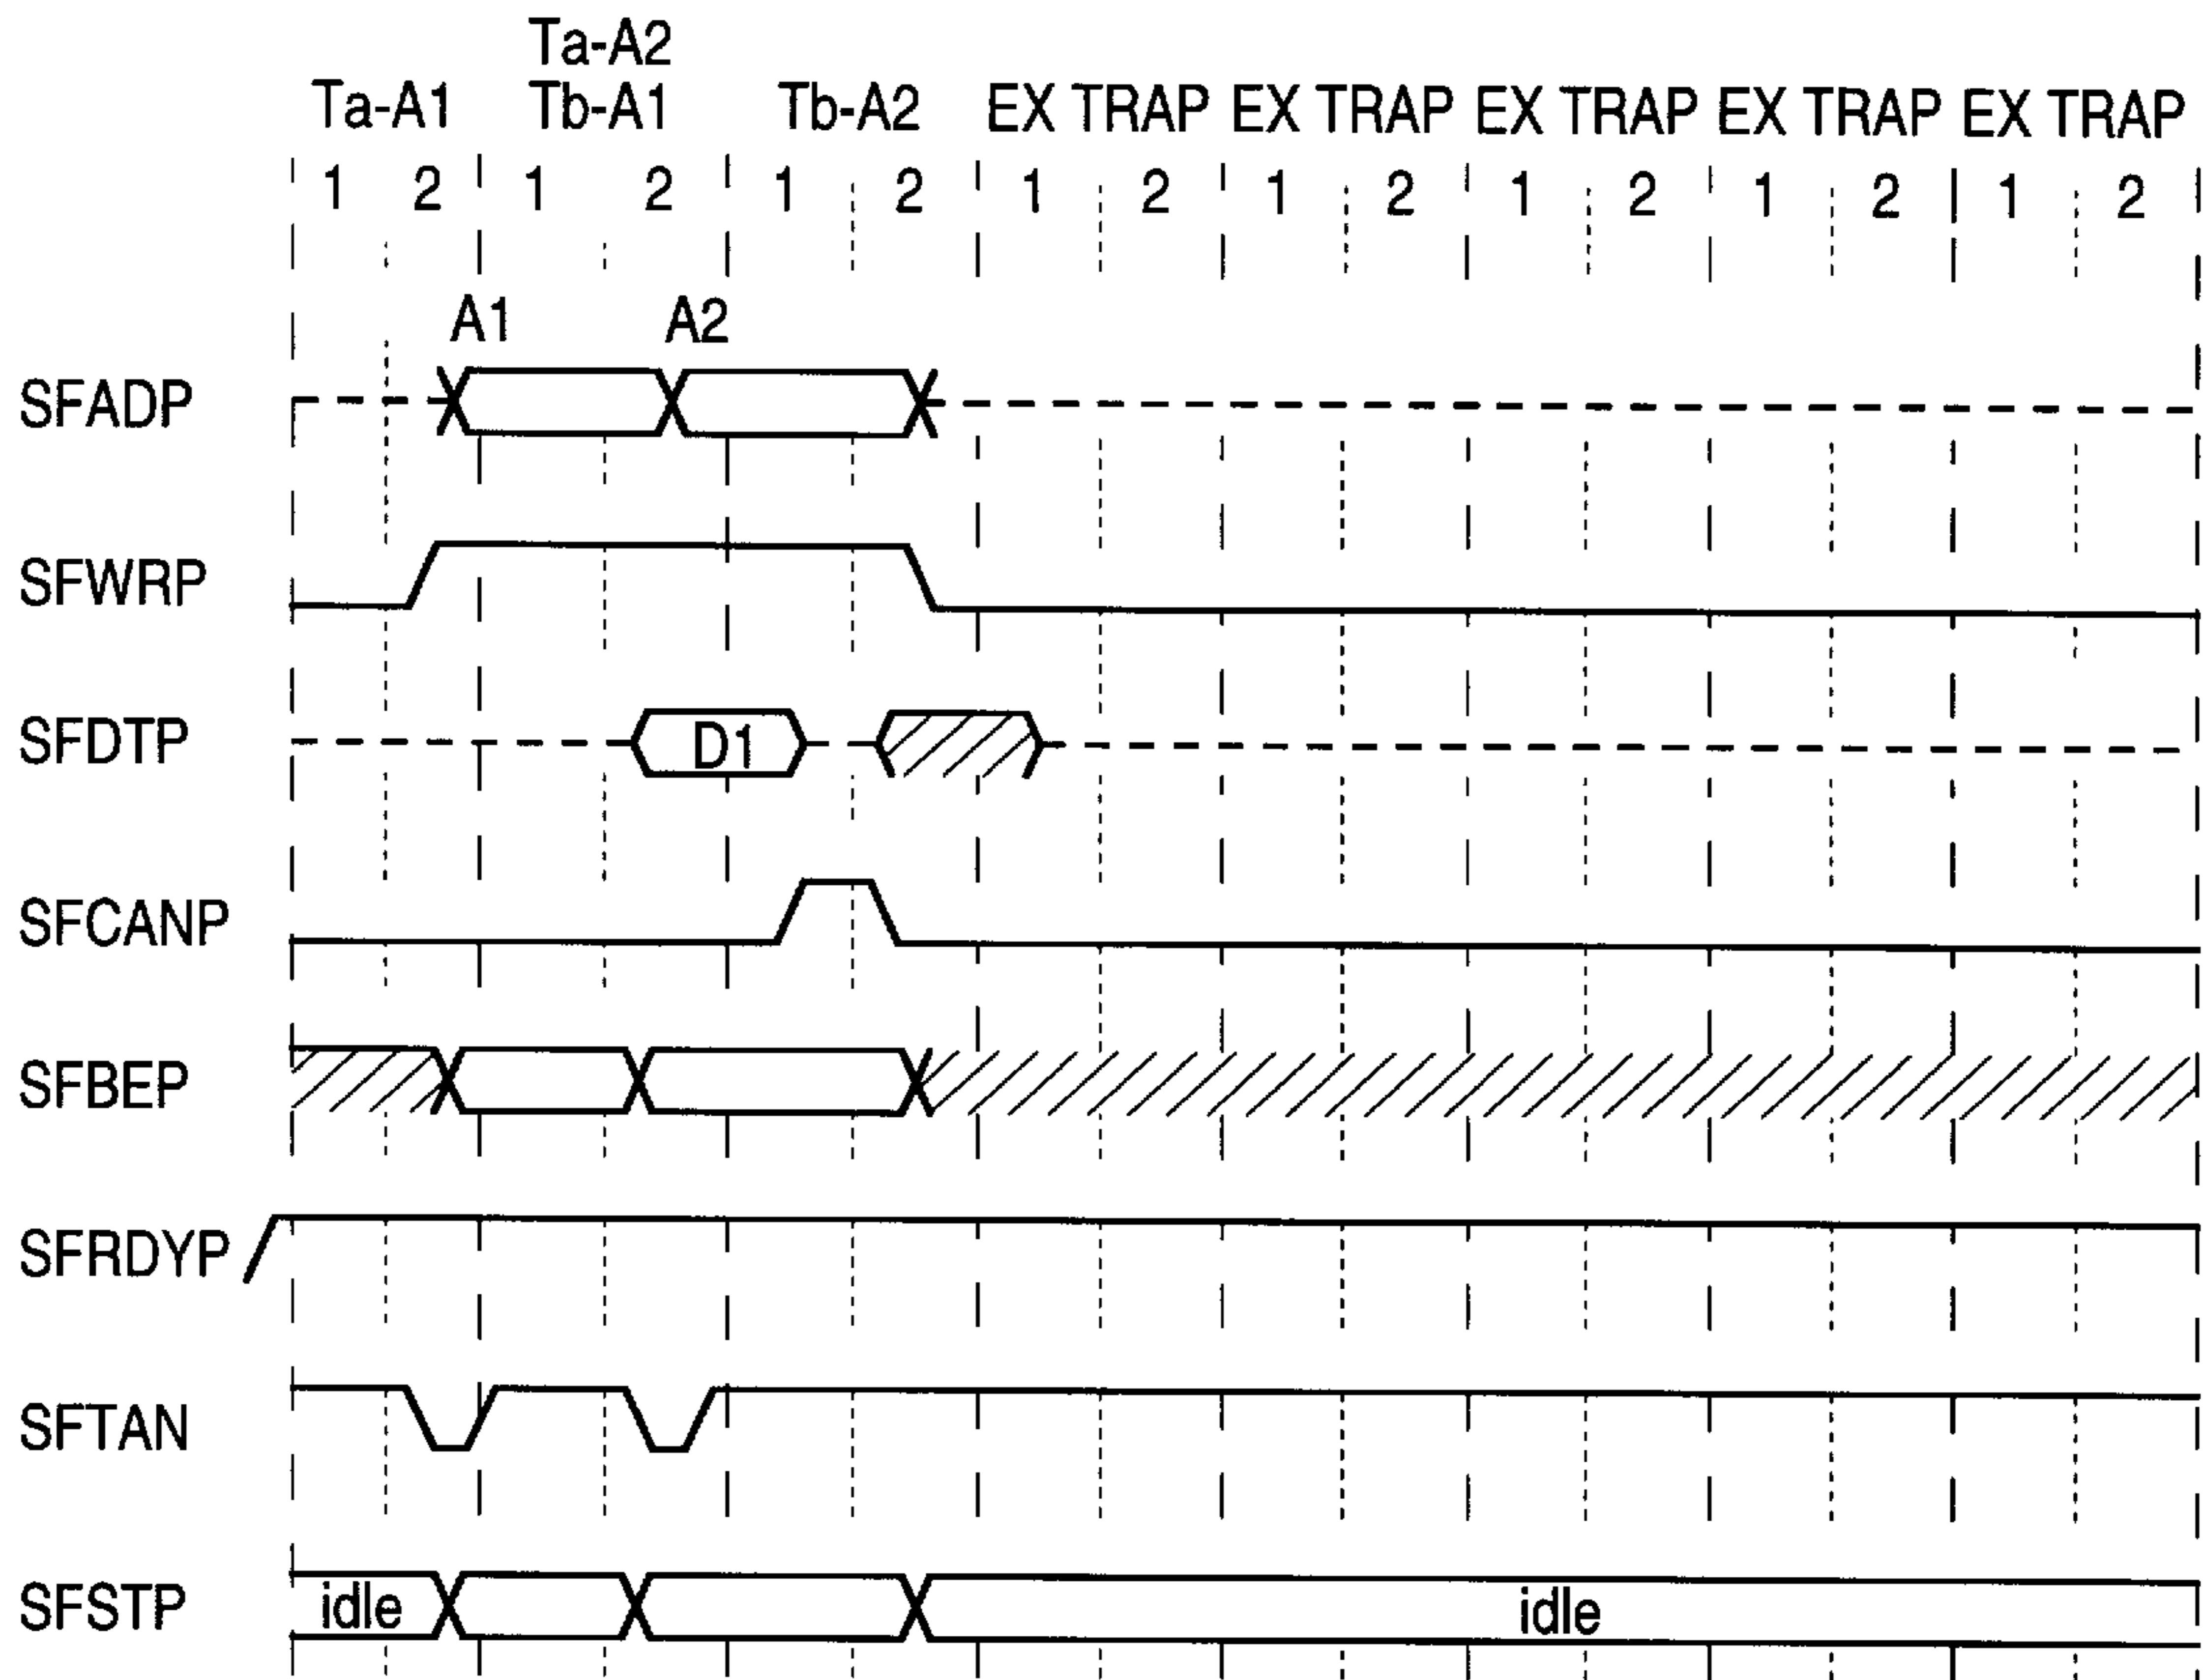 Ta-A2
Ta-A1 Tb-A1 Tb-A2 EX TRAP EX TRAP EX TRAP EX TRAP EX TRAP
1 2 1 2 1 2 1 2 1 2 1 2 1 2 1 2
A1 A2
SFADP
SFWRP
SFDTP D1
SFCANP
SFBEP
SFRDYP
SFTAN
SFSTP idle idle